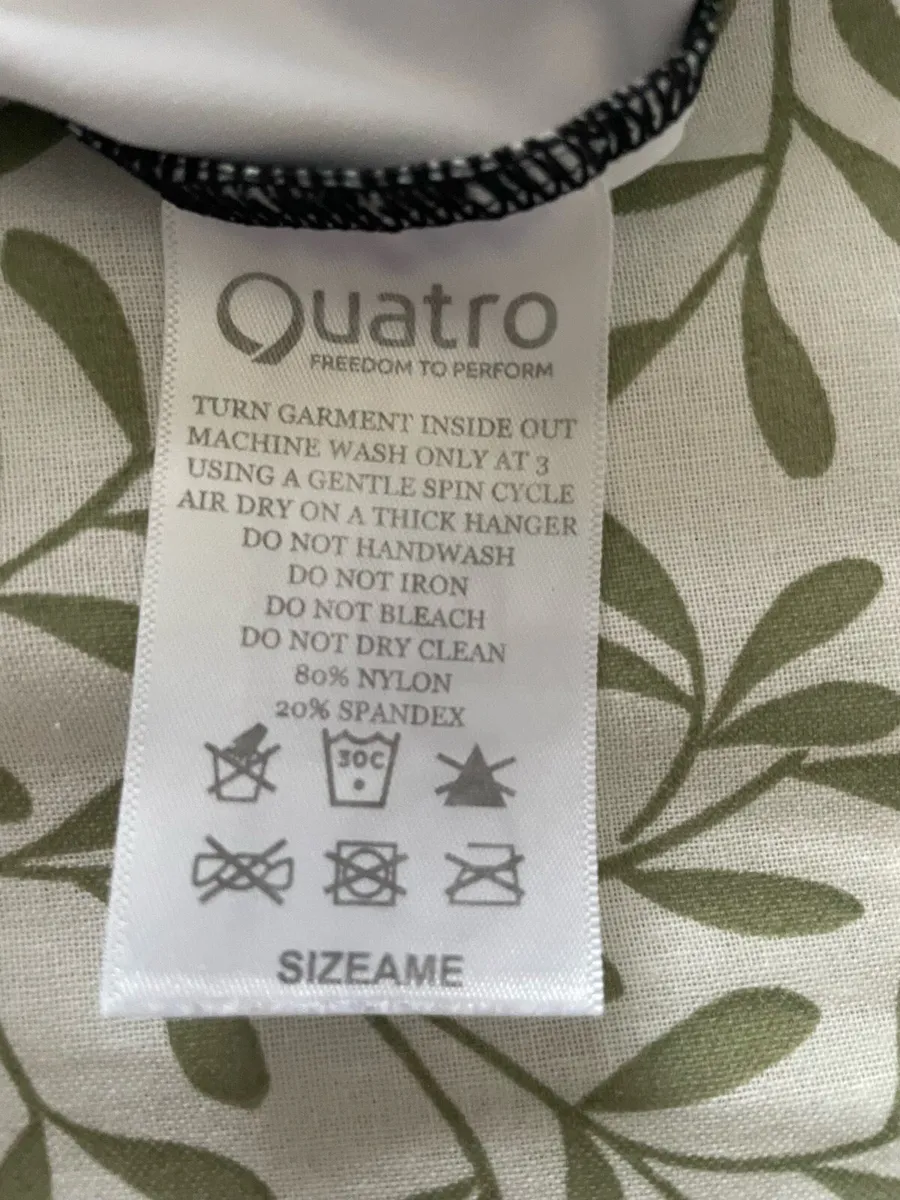 Quatro
FREEDOM TO PERFORM
TURN GARMENT INSIDE OUT
MACHINE WASH ONLY AT 3
USING A GENTLE SPIN CYCLE
AIR DRY ON A THICK HANGER
DO NOT HANDWASH
DO NOT IRON
DO NOT BLEACH
DO NOT DRY CLEAN
80% NYLON
20% SPANDEX
30C
SIZEAME